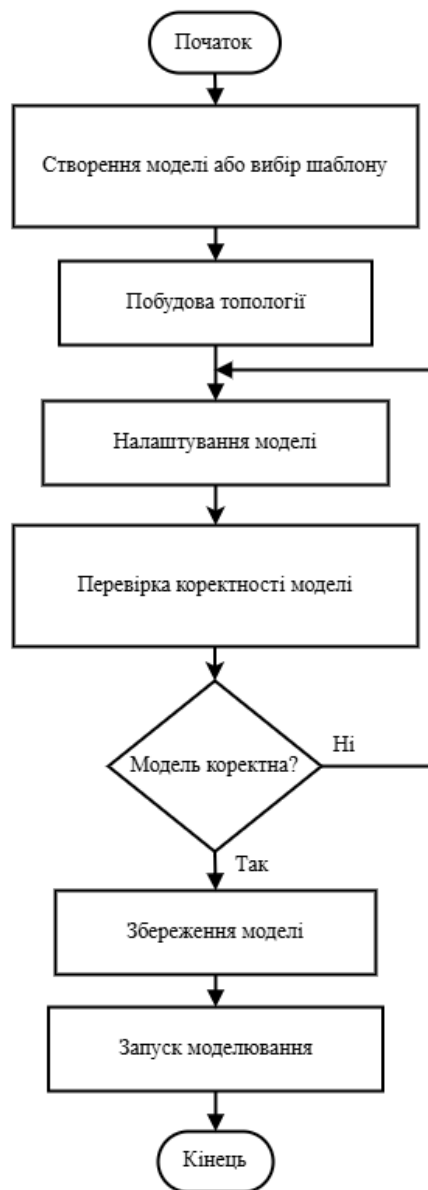 Початок
Створення моделі або вибір шаблону
Побудова топології
Налаштування моделі
Перевірка коректності моделі
Модель коректна?
Ні
Так
Збереження моделі
Запуск моделювання
Кінець